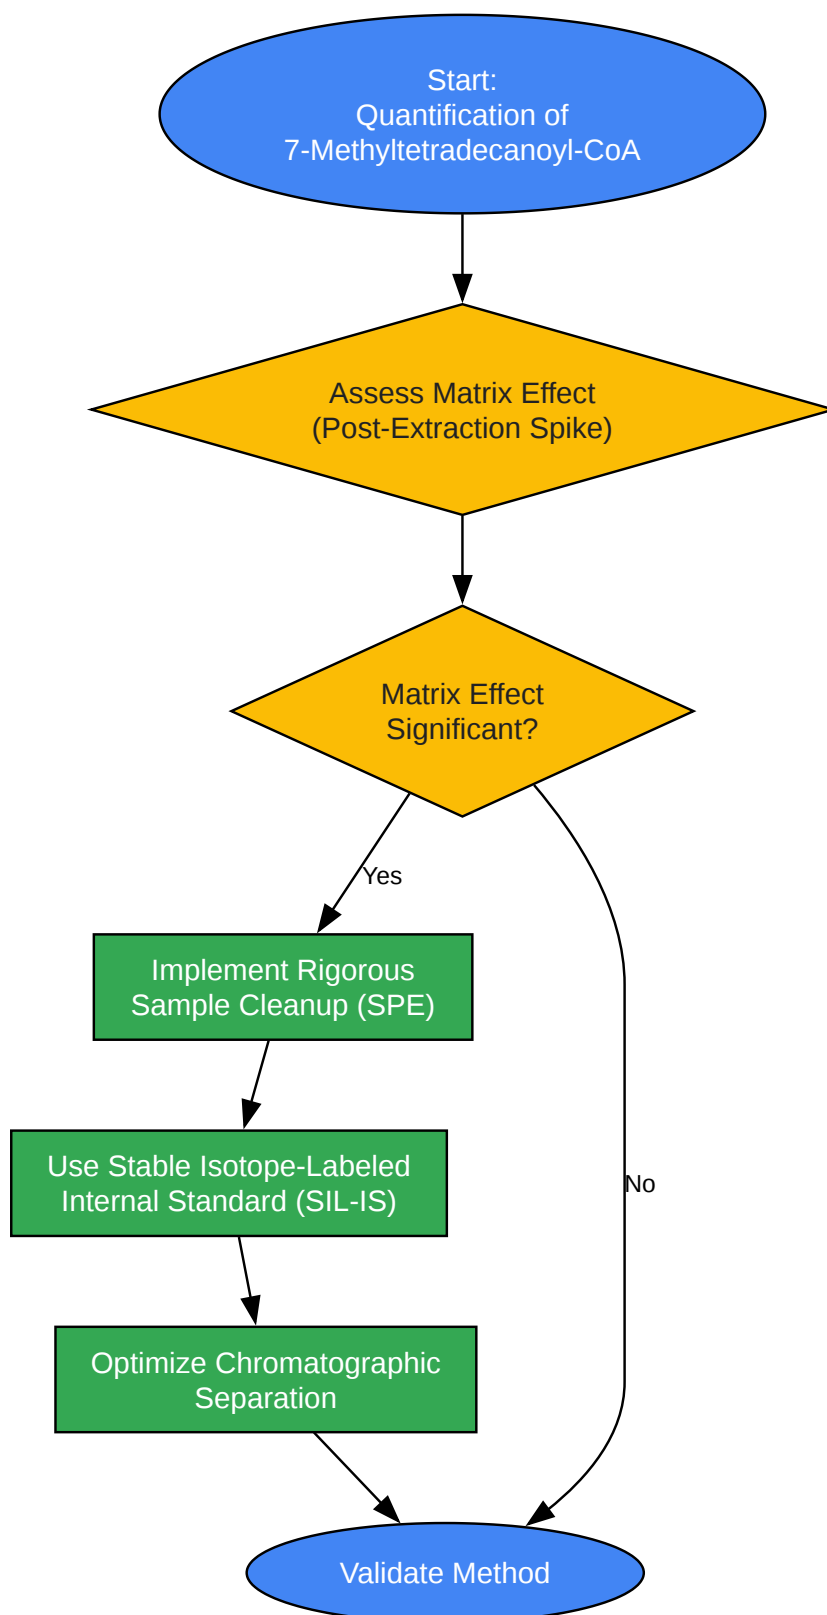 Start:
Quantification of
7-Methyltetradecanoyl-CoA
Assess Matrix Effect
(Post-Extraction Spike)
Matrix Effect
Significant?
Yes
Implement Rigorous
Sample Cleanup (SPE)
Use Stable Isotope-Labeled
Internal Standard (SIL-IS)
No
Optimize Chromatographic
Separation
Validate Method